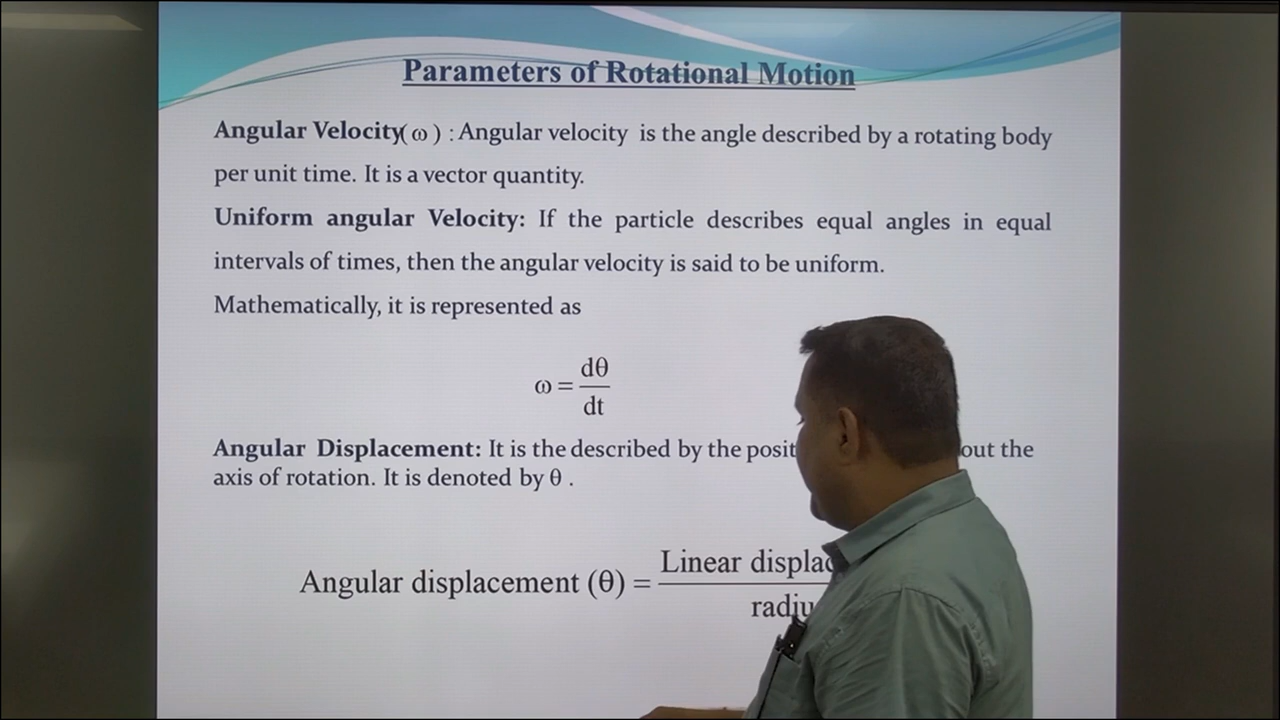 Parameters of Rotational Motion
Angular Velocity( ω ) : Angular velocity is the angle described by a rotating body
per unit time. It is a vector quantity.
Uniform angular Velocity: If the particle describes equal angles in equal
intervals of times, then the angular velocity is said to be uniform.
Mathematically, it is represented as
ω = dθ
dt
Angular Displacement: It is the described by the posit out the
axis of rotation. It is denoted by θ .
Angular displacement (θ) = Linear displac
radiu